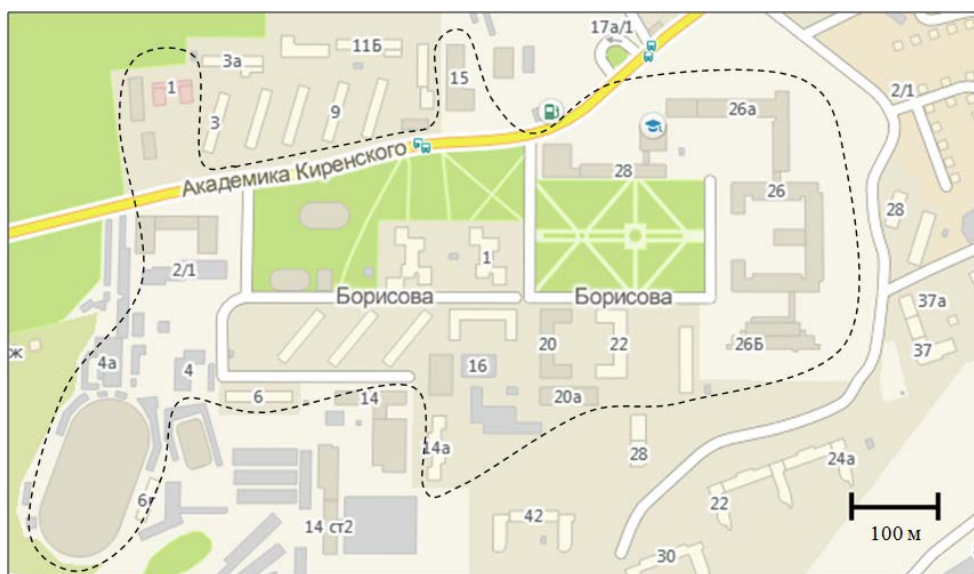 17а/1
11Б
3а
15
2/1
1
3
9
26а
Академика Киренского
28
26
28
2/1
1
Борисова
Борисова
37а
ж
4а
4
16
20
22
26Б
37
6
14
20а
14а
28
24а
6г
22
14 ст2
42
100 м
30